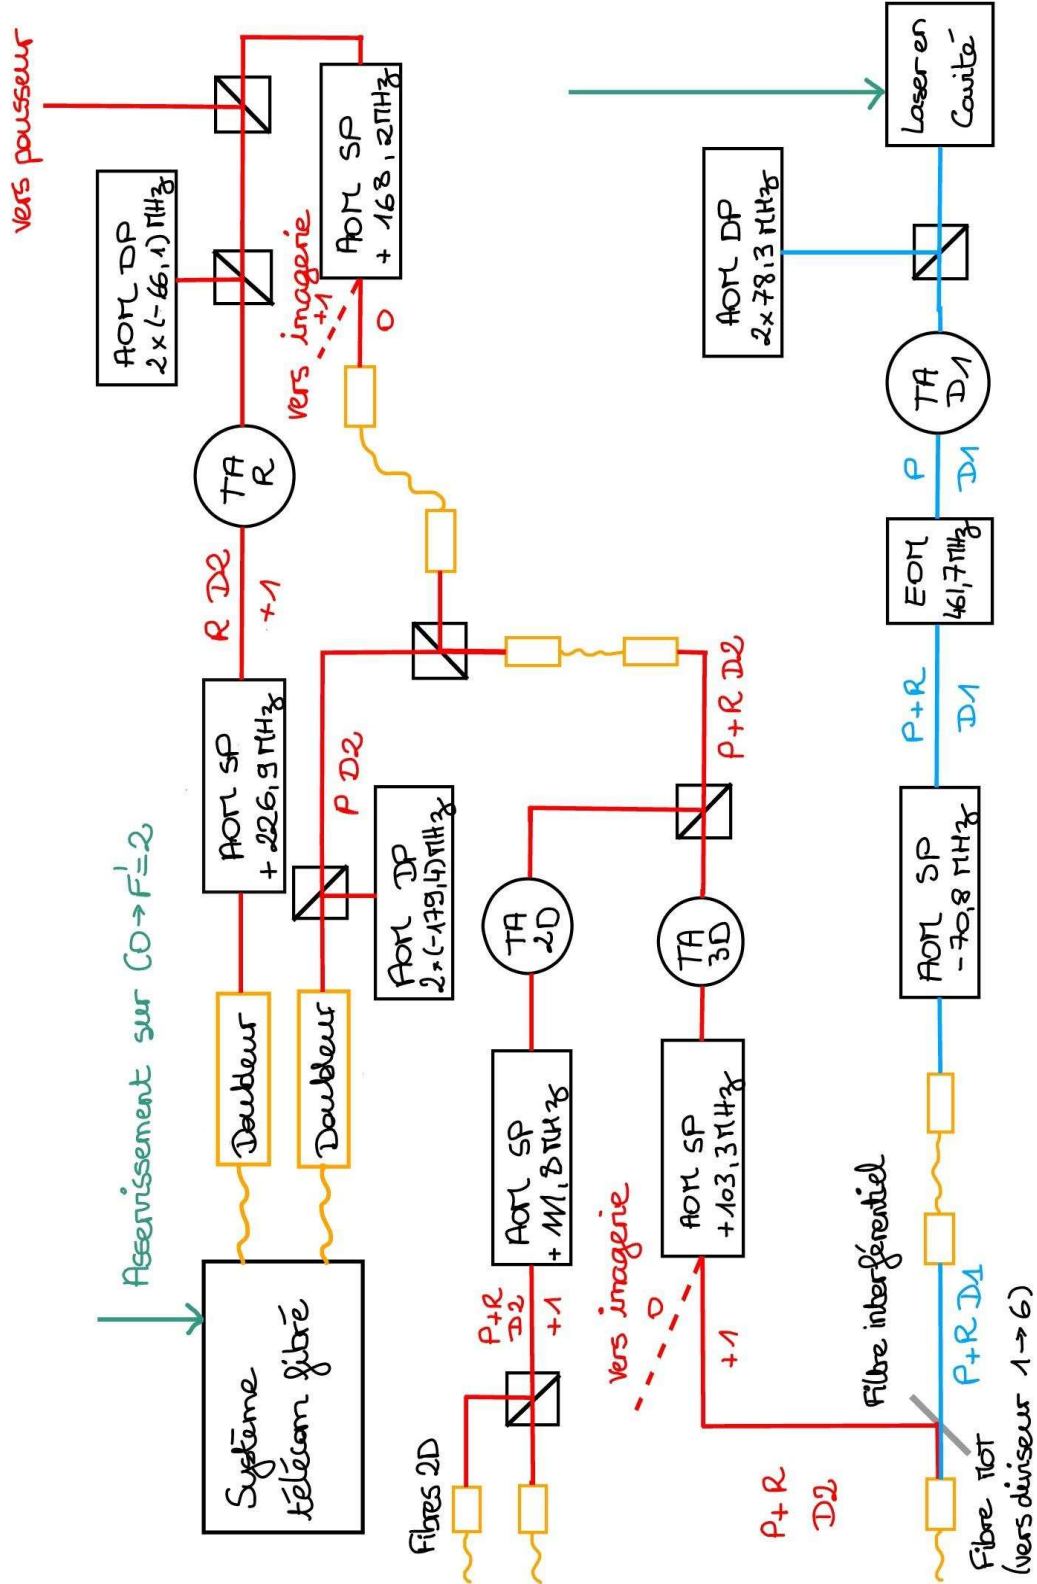 Asservissement sur CO→F'=2
Système
télécom fibré
Doubleur
Doubleur
AOM SP
+ 226,9 MHz
R D2
+1
TA
R
AOM DP
2×(-66,1) MHz
vers pousseur
AOM SP
+ 168,2 MHz
vers imagerie
+1
0
P D2
AOM DP
2×(-179,4) MHz
P+R D2
TA
2D
TA
3D
AOM SP
+ 111,8 MHz
P+R
D2
+1
Fibres 2D
AOM SP
+103,3 MHz
vers imagerie
0
+1
P+R
D2
Laser en
Cavité
AOM DP
2×78,3 MHz
TA
D1
P
D1
EOM
461,7 MHz
P+R
D1
AOM SP
-70,8 MHz
Filtre interférentiel
P+R D1
Fibre MOT
(vers diviseur 1→6)